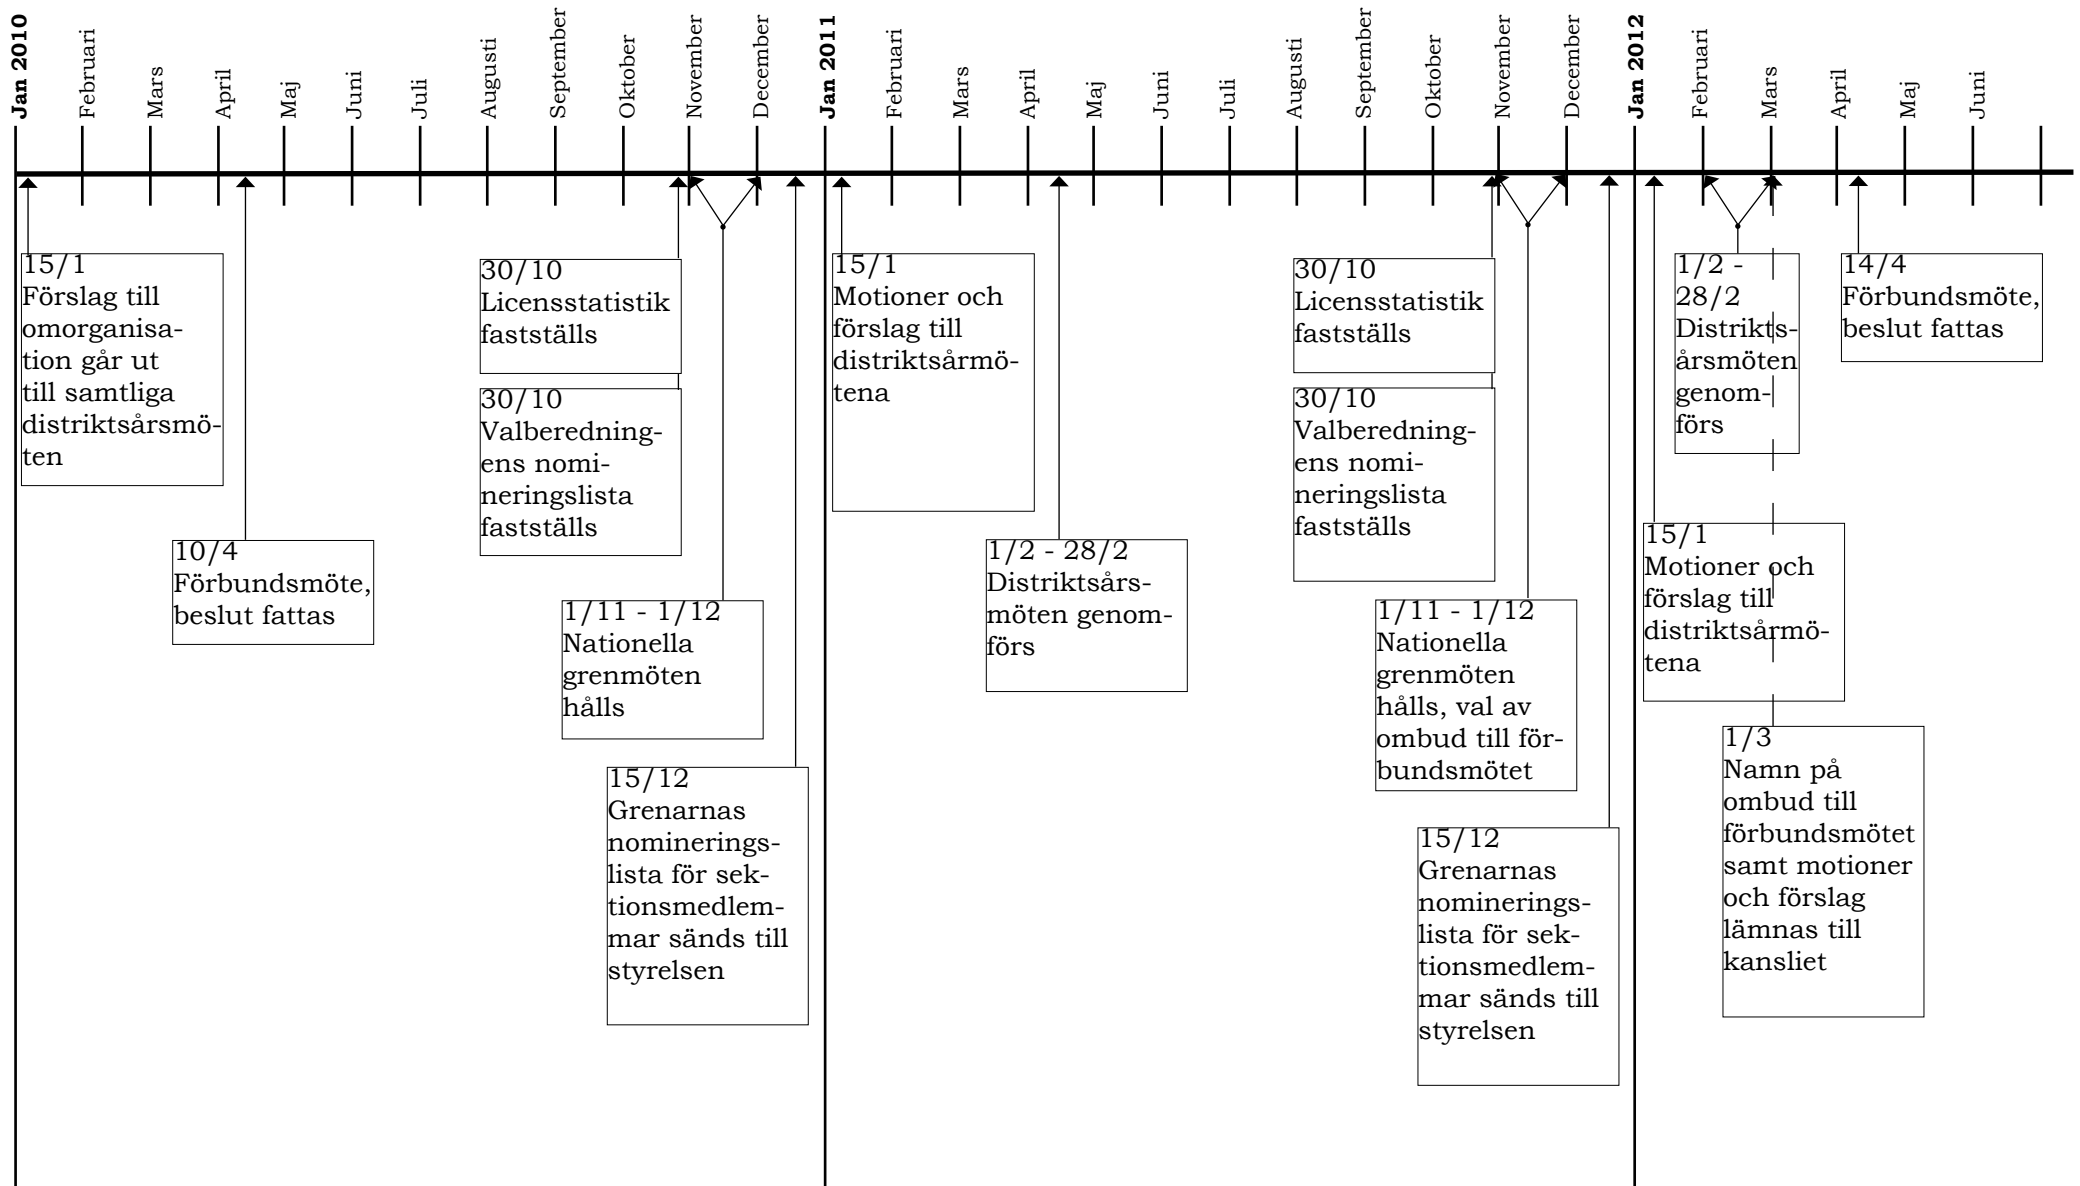 Jan 2010
Februari
Mars
April
Maj
Juni
Juli
Augusti
September
Oktober
November
December
Jan 2011
Februari
Mars
April
Maj
Juni
Juli
Augusti
September
Oktober
November
December
Jan 2012
Februari
Mars
April
Maj
Juni
15/1
Förslag till
omorganisa-
tion går ut
till samtliga
distriktsårsmö-
ten
10/4
Förbundsmöte,
beslut fattas
30/10
Licensstatistik
fastställs
30/10
Valberedning-
ens nomi-
neringslista
fastställs
1/11 - 1/12
Nationella
grenmöten
hålls
15/12
Grenarnas
nominerings-
lista för sek-
tionsmedlem-
mar sänds till
styrelsen
15/1
Motioner och
förslag till
distriktsårmö-
tena
1/2 - 28/2
Distriktsårs-
möten genom-
förs
30/10
Licensstatistik
fastställs
30/10
Valberedning-
ens nomi-
neringslista
fastställs
1/11 - 1/12
Nationella
grenmöten
hålls, val av
ombud till för-
bundsmötet
15/12
Grenarnas
nominerings-
lista för sek-
tionsmedlem-
mar sänds till
styrelsen
1/2 -
28/2
Distrikts-
årsmöten
genom-
förs
15/1
Motioner och
förslag till
distriktsårmö-
tena
1/3
Namn på
ombud till
förbundsmötet
samt motioner
och förslag
lämnas till
kansliet
14/4
Förbundsmöte,
beslut fattas